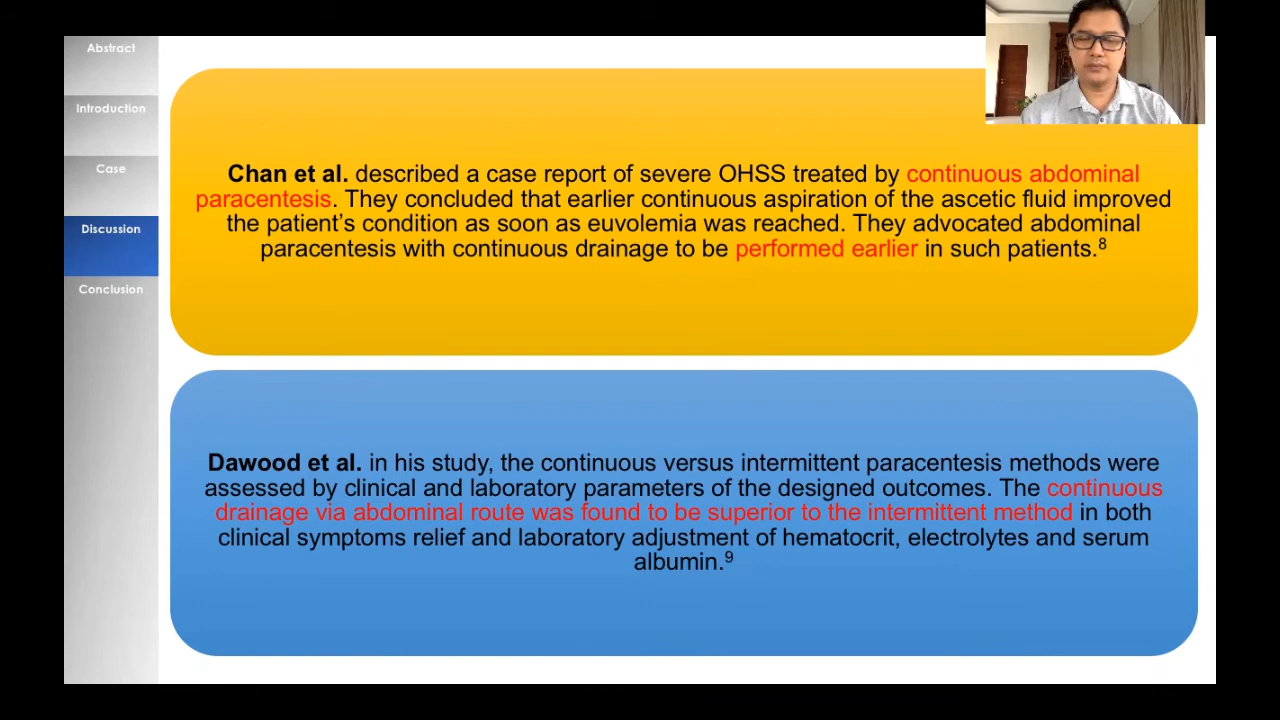 Abstract
Introduction
Case
Discussion
Conclusion
Chan et al. described a case report of severe OHSS treated by continuous abdominal
paracentesis. They concluded that earlier continuous aspiration of the ascetic fluid improved
the patient’s condition as soon as euvolemia was reached. They advocated abdominal
paracentesis with continuous drainage to be performed earlier in such patients.8
Dawood et al. in his study, the continuous versus intermittent paracentesis methods were
assessed by clinical and laboratory parameters of the designed outcomes. The continuous
drainage via abdominal route was found to be superior to the intermittent method in both
clinical symptoms relief and laboratory adjustment of hematocrit, electrolytes and serum
albumin.9